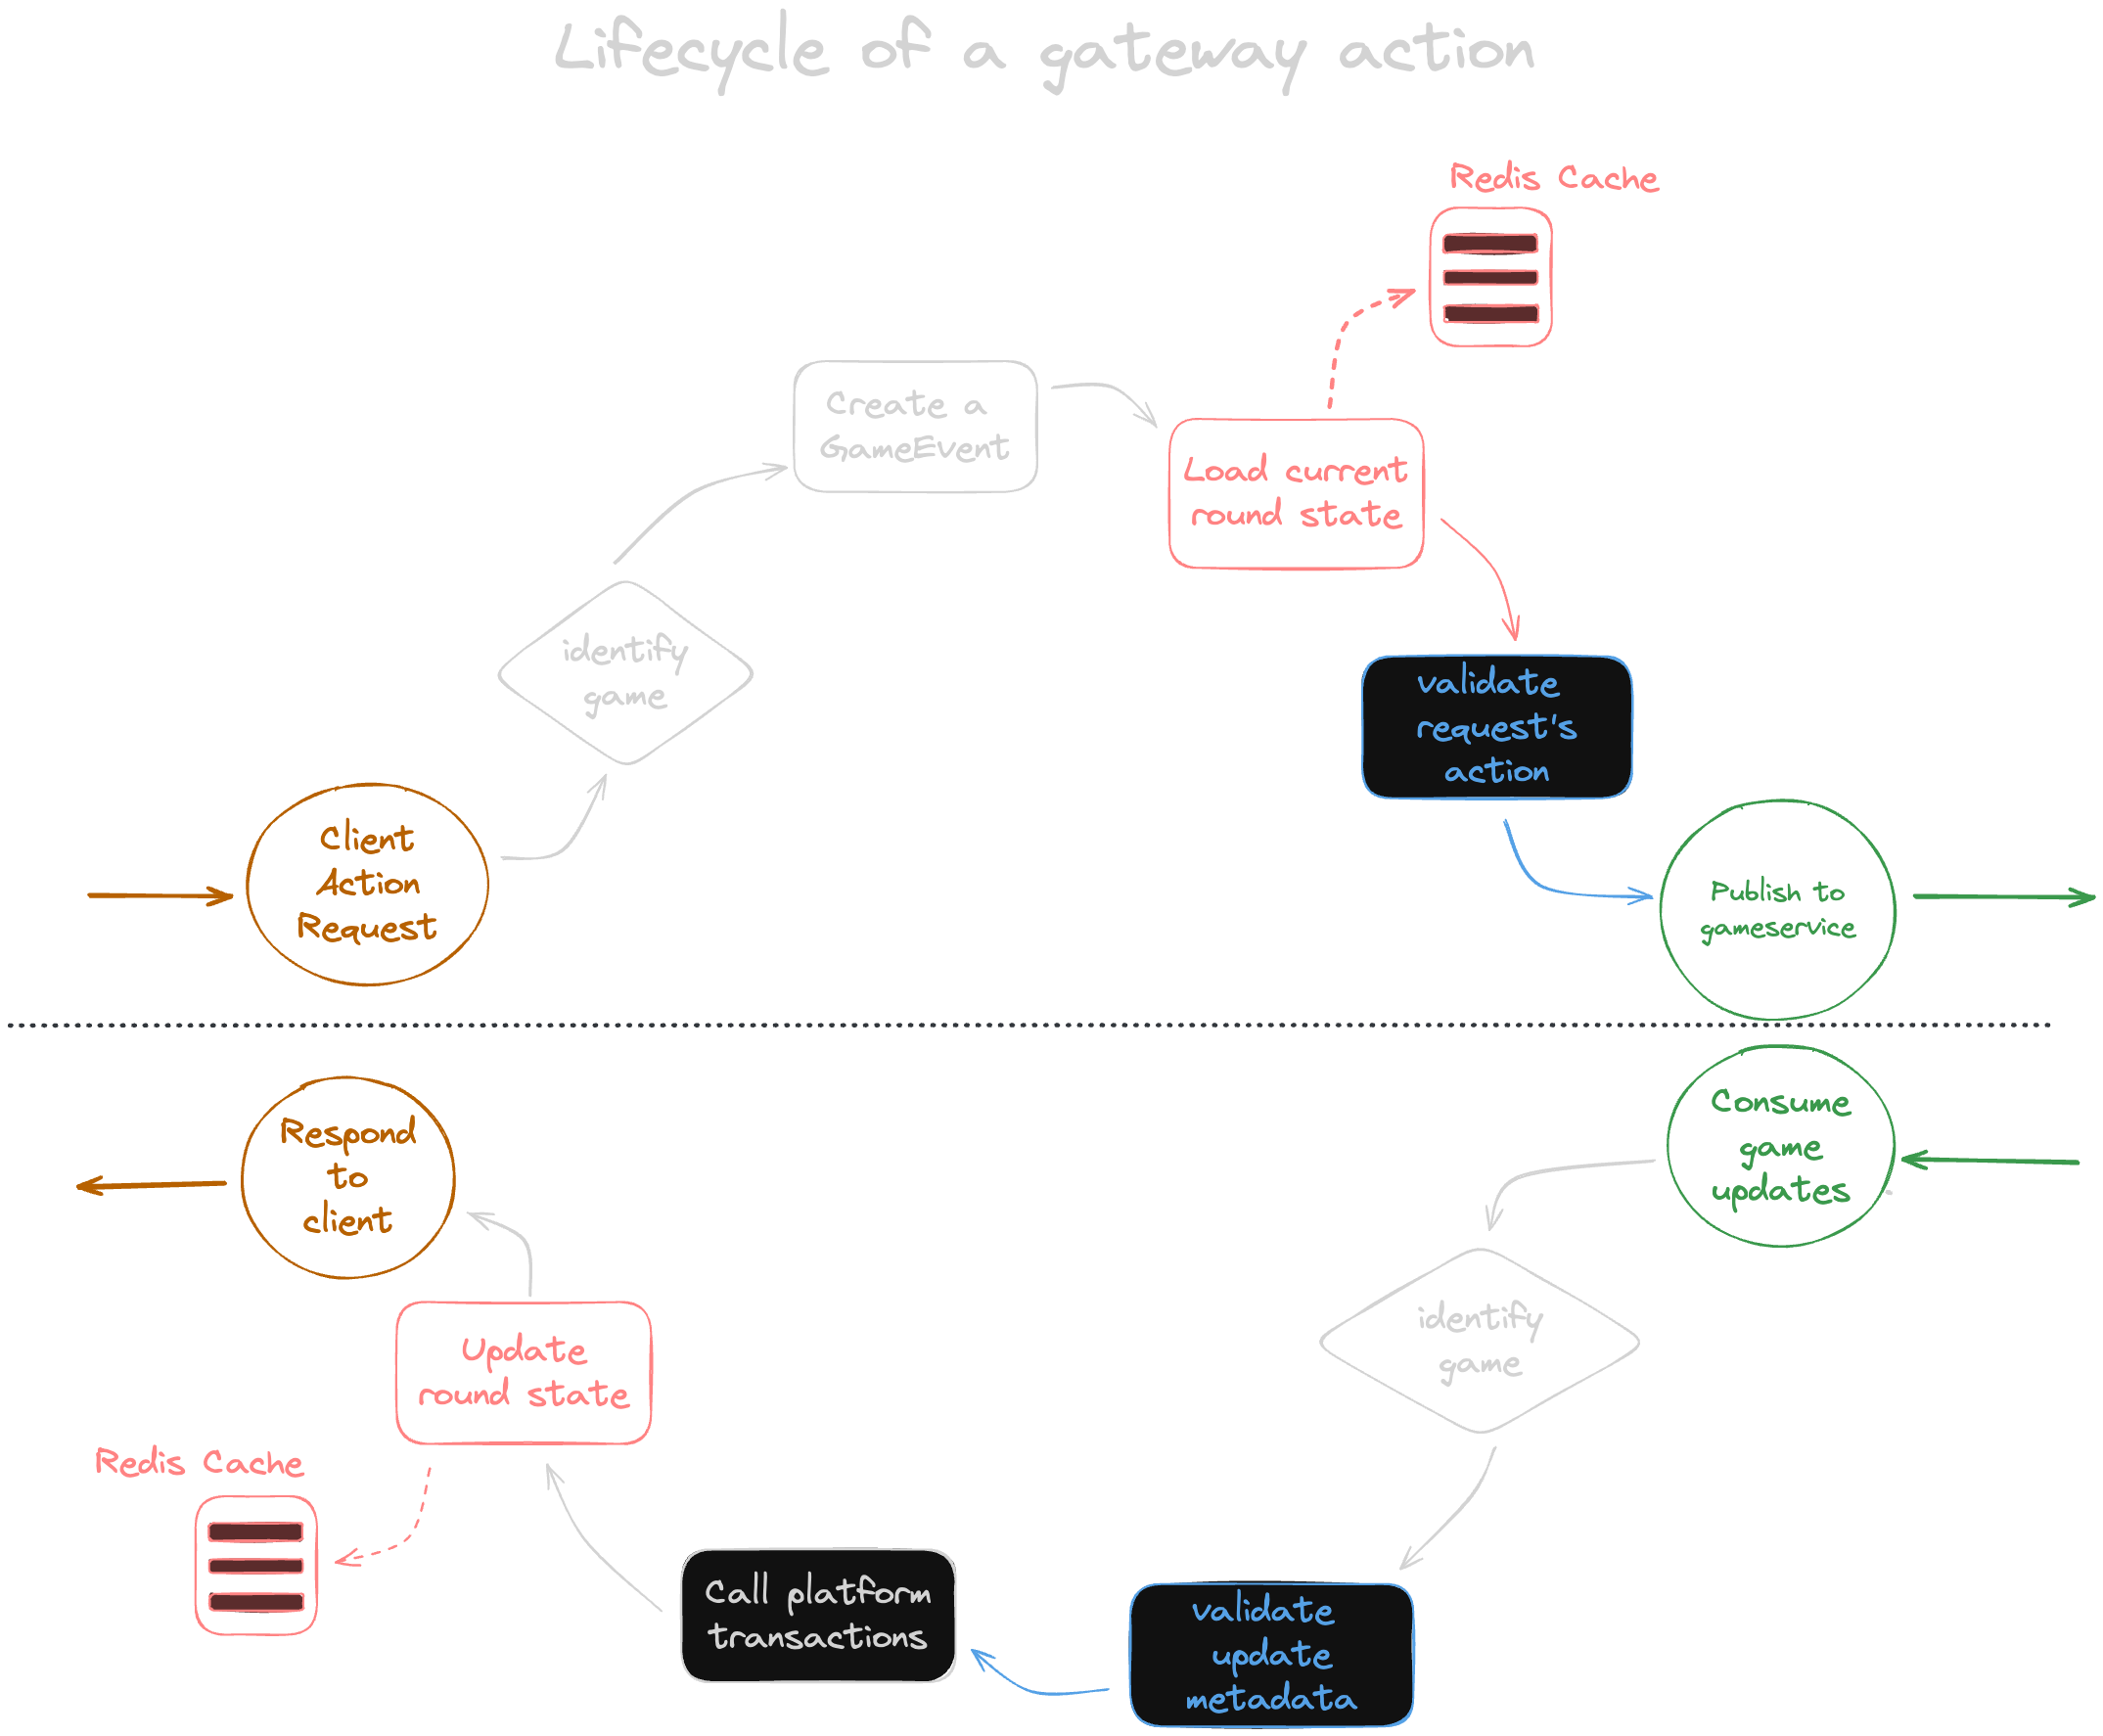 Lifecycle of a gateway action
Redis Cache
Create a
GameEvent
Load current
round state
identify
game
validate
request's
action
Client
Action
Request
Publish to
gameservice
Respond
to
client
Consume
game
updates
identify
game
Update
round state
Redis Cache
Call platform
transactions
validate
update
metadata